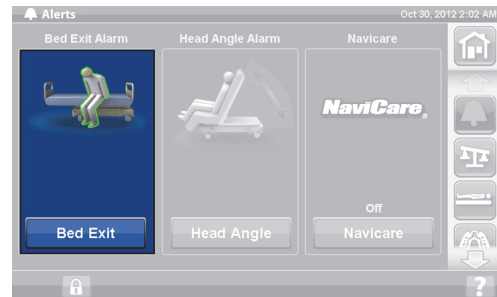 Alerts Oct 30, 2012 2:02 AM
Bed Exit Alarm Head Angle Alarm Navicare
NaviCare®
Off
Bed Exit Head Angle Navicare
?